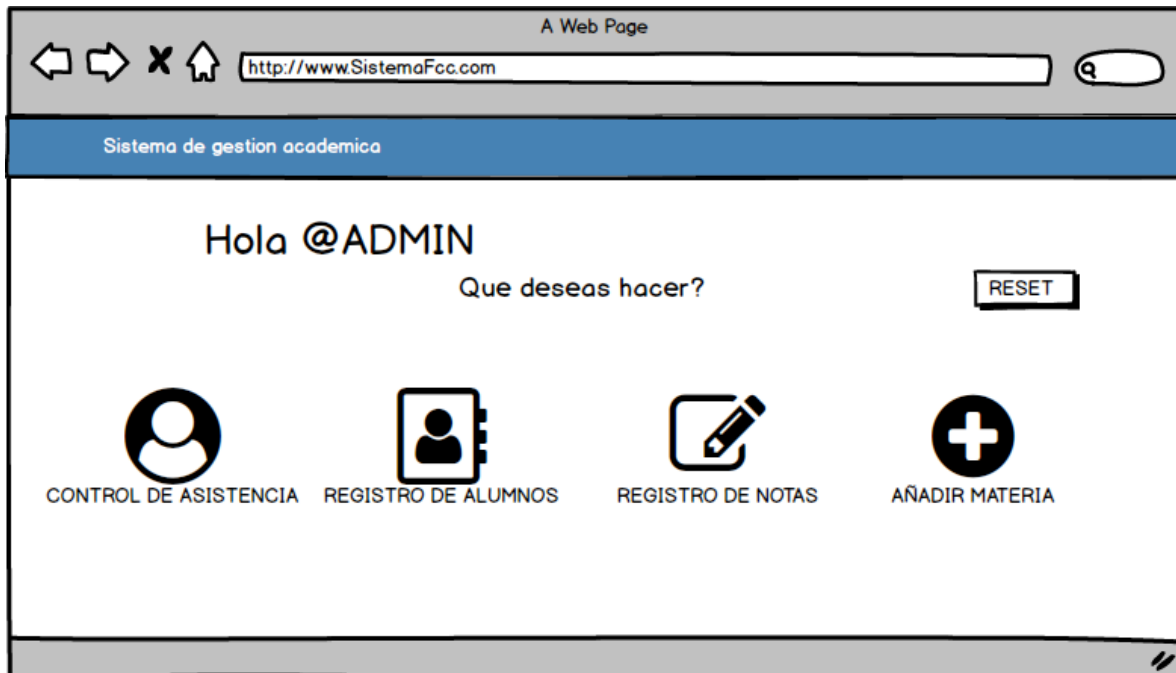 A Web Page
http://www.SistemaFcc.com
Sistema de gestion academica
Hola @ADMIN
Que deseas hacer?
RESET
CONTROL DE ASISTENCIA
REGISTRO DE ALUMNOS
REGISTRO DE NOTAS
AÑADIR MATERIA